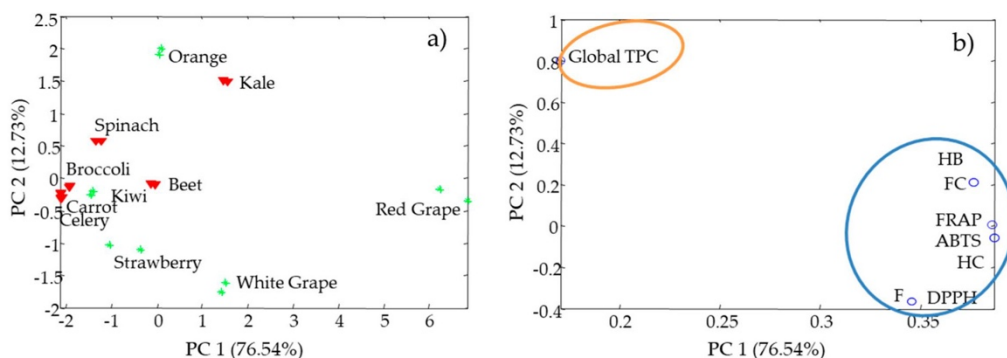 a)
2.5
2
1.5
1
0.5
0
-0.5
-1
-1.5
-2
PC 2 (12.73%)
Orange
Kale
Spinach
Broccoli
Kiwi
Beet
Carrot
Celery
Red Grape
Strawberry
White Grape
-2 -1 0 1 2 3 4 5 6
PC 1 (76.54%)
b)
1
0.8
0.6
0.4
0.2
0
-0.2
-0.4
PC 2 (12.73%)
Global TPC
HB
FC
FRAP
ABTS
HC
F DPPH
0.2 0.25 0.3 0.35
PC 1 (76.54%)